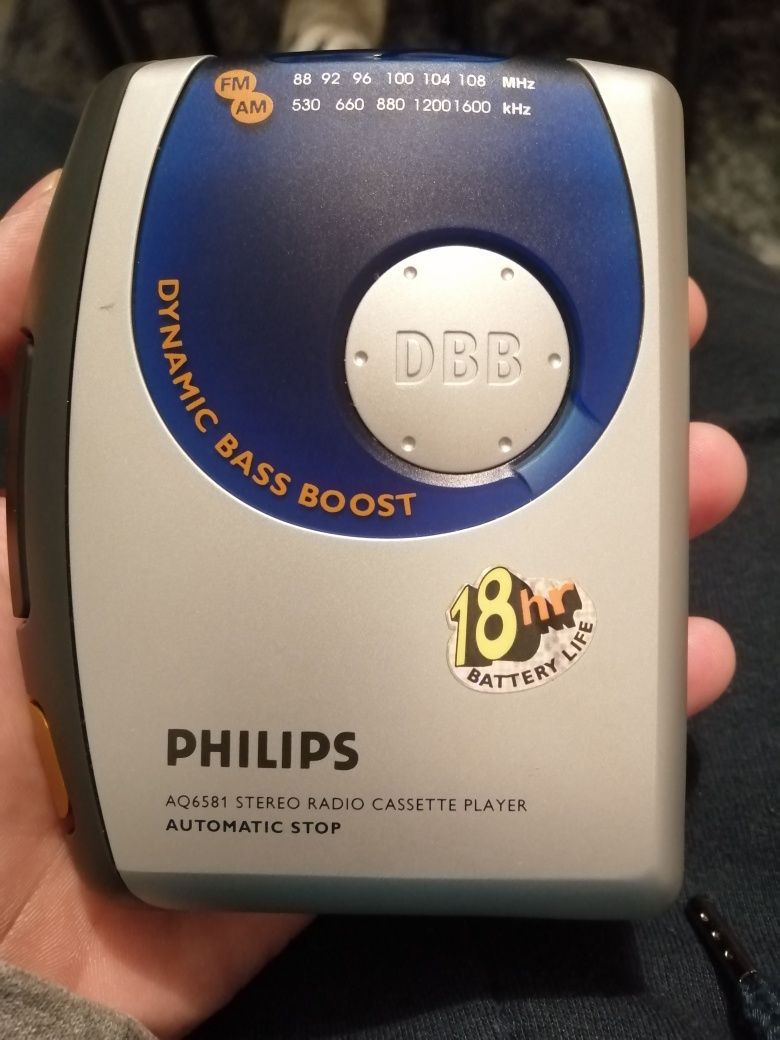 FM 88 92 96 100 104 108 MHz
AM 530 660 880 1200 1600 kHz
DBB
DYNAMIC BASS BOOST
18hr
BATTERY LIFE
PHILIPS
AQ6581 STEREO RADIO CASSETTE PLAYER
AUTOMATIC STOP